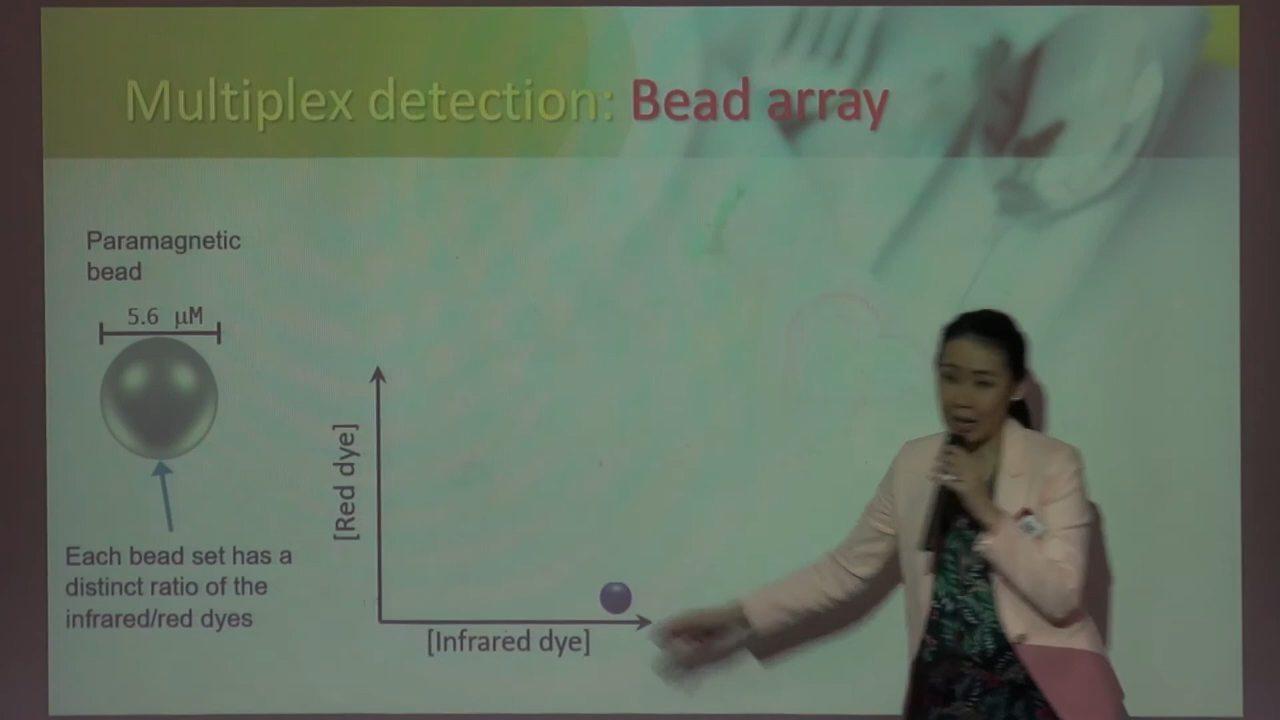 Multiplex detection: Bead array
Paramagnetic
bead
5.6 μM
Each bead set has a
distinct ratio of the
infrared/red dyes
[Red dye]
[Infrared dye]